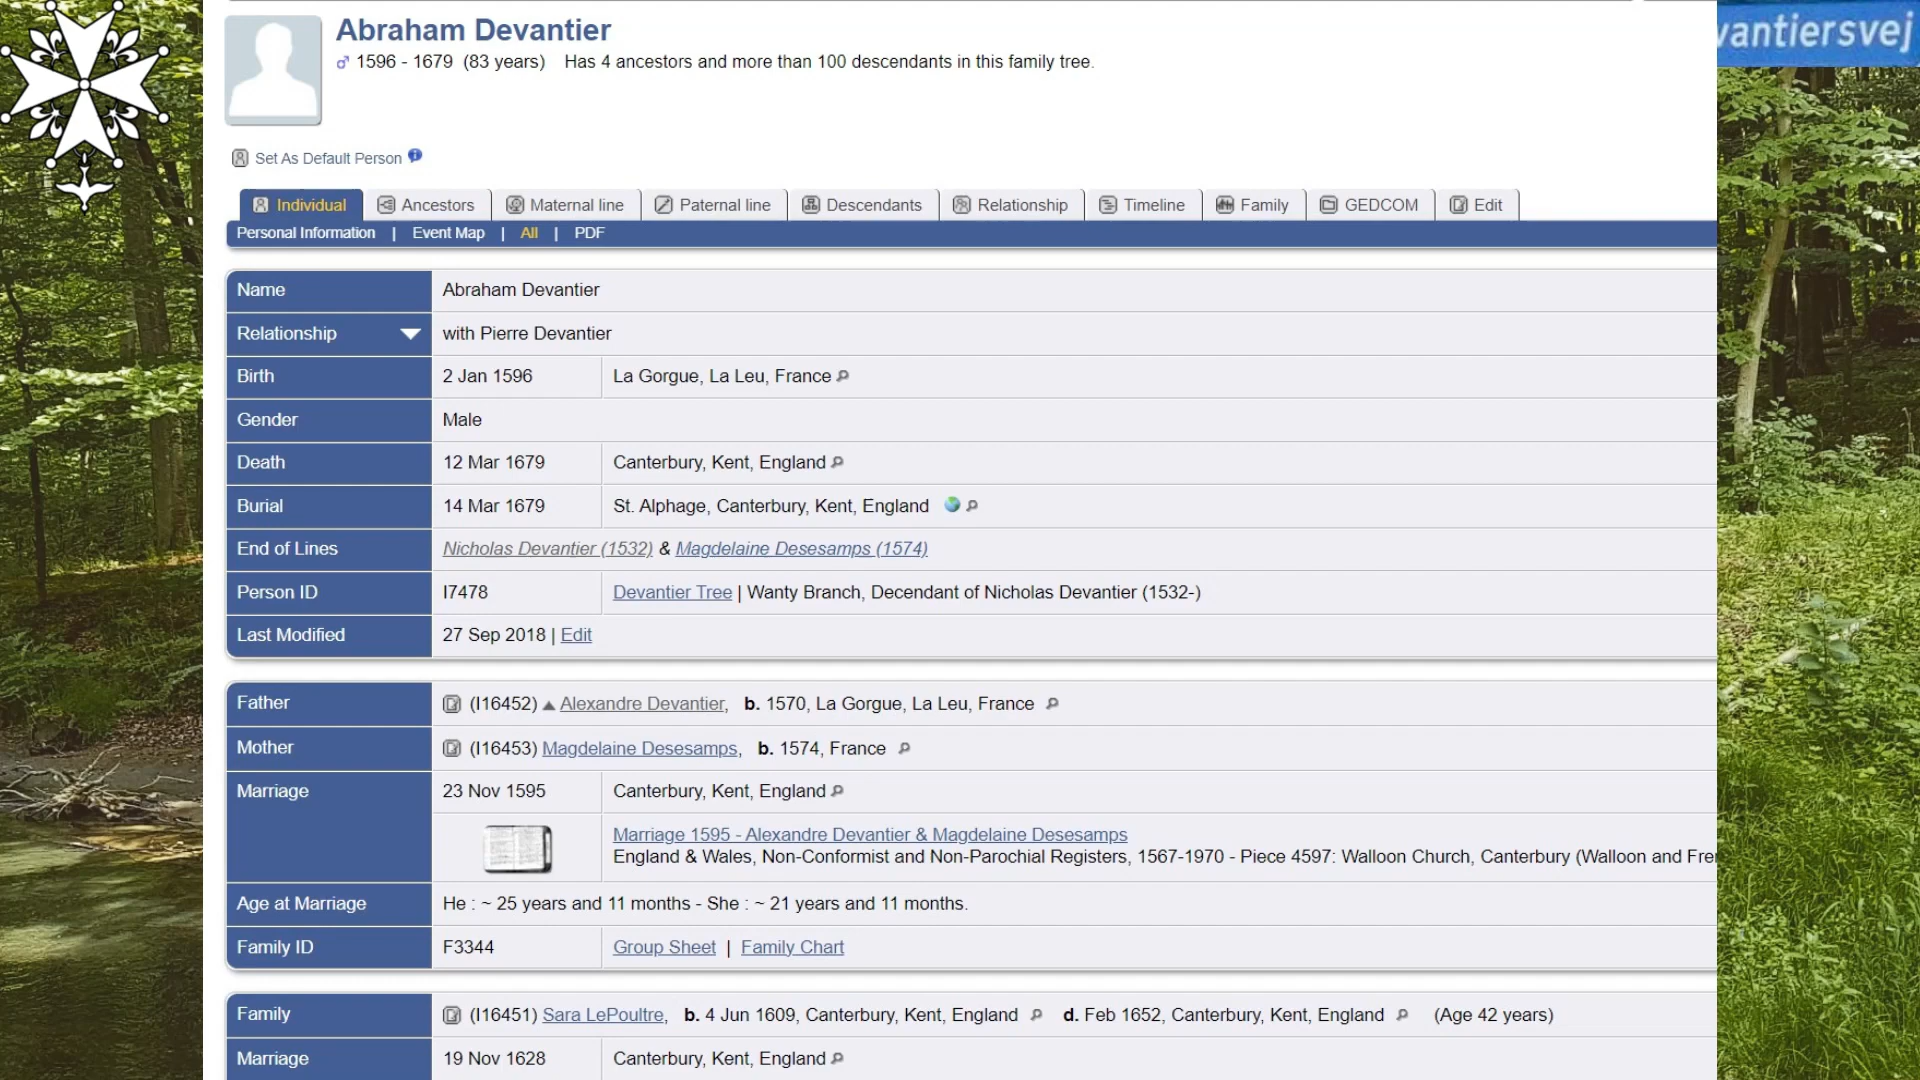 Abraham Devantier
1596 - 1679 (83 years) Has 4 ancestors and more than 100 descendants in this family tree.
vantiersvej
Set As Default Person
Individual Ancestors Maternal line Paternal line Descendants Relationship Timeline Family GEDCOM Edit
Personal Information | Event Map | All | PDF
Name Abraham Devantier
Relationship with Pierre Devantier
Birth 2 Jan 1596 La Gorgue, La Leu, France
Gender Male
Death 12 Mar 1679 Canterbury, Kent, England
Burial 14 Mar 1679 St. Alphage, Canterbury, Kent, England
End of Lines Nicholas Devantier (1532) & Magdelaine Desesamps (1574)
Person ID I7478 Devantier Tree | Wanty Branch, Decendant of Nicholas Devantier (1532-)
Last Modified 27 Sep 2018 | Edit
Father (I16452) Alexandre Devantier, b. 1570, La Gorgue, La Leu, France
Mother (I16453) Magdelaine Desesamps, b. 1574, France
Marriage 23 Nov 1595 Canterbury, Kent, England
Marriage 1595 - Alexandre Devantier & Magdelaine Desesamps
England & Wales, Non-Conformist and Non-Parochial Registers, 1567-1970 - Piece 4597: Walloon Church, Canterbury (Walloon and Fre
Age at Marriage He : ~ 25 years and 11 months - She : ~ 21 years and 11 months.
Family ID F3344 Group Sheet | Family Chart
Family (I16451) Sara LePoultre, b. 4 Jun 1609, Canterbury, Kent, England d. Feb 1652, Canterbury, Kent, England (Age 42 years)
Marriage 19 Nov 1628 Canterbury, Kent, England